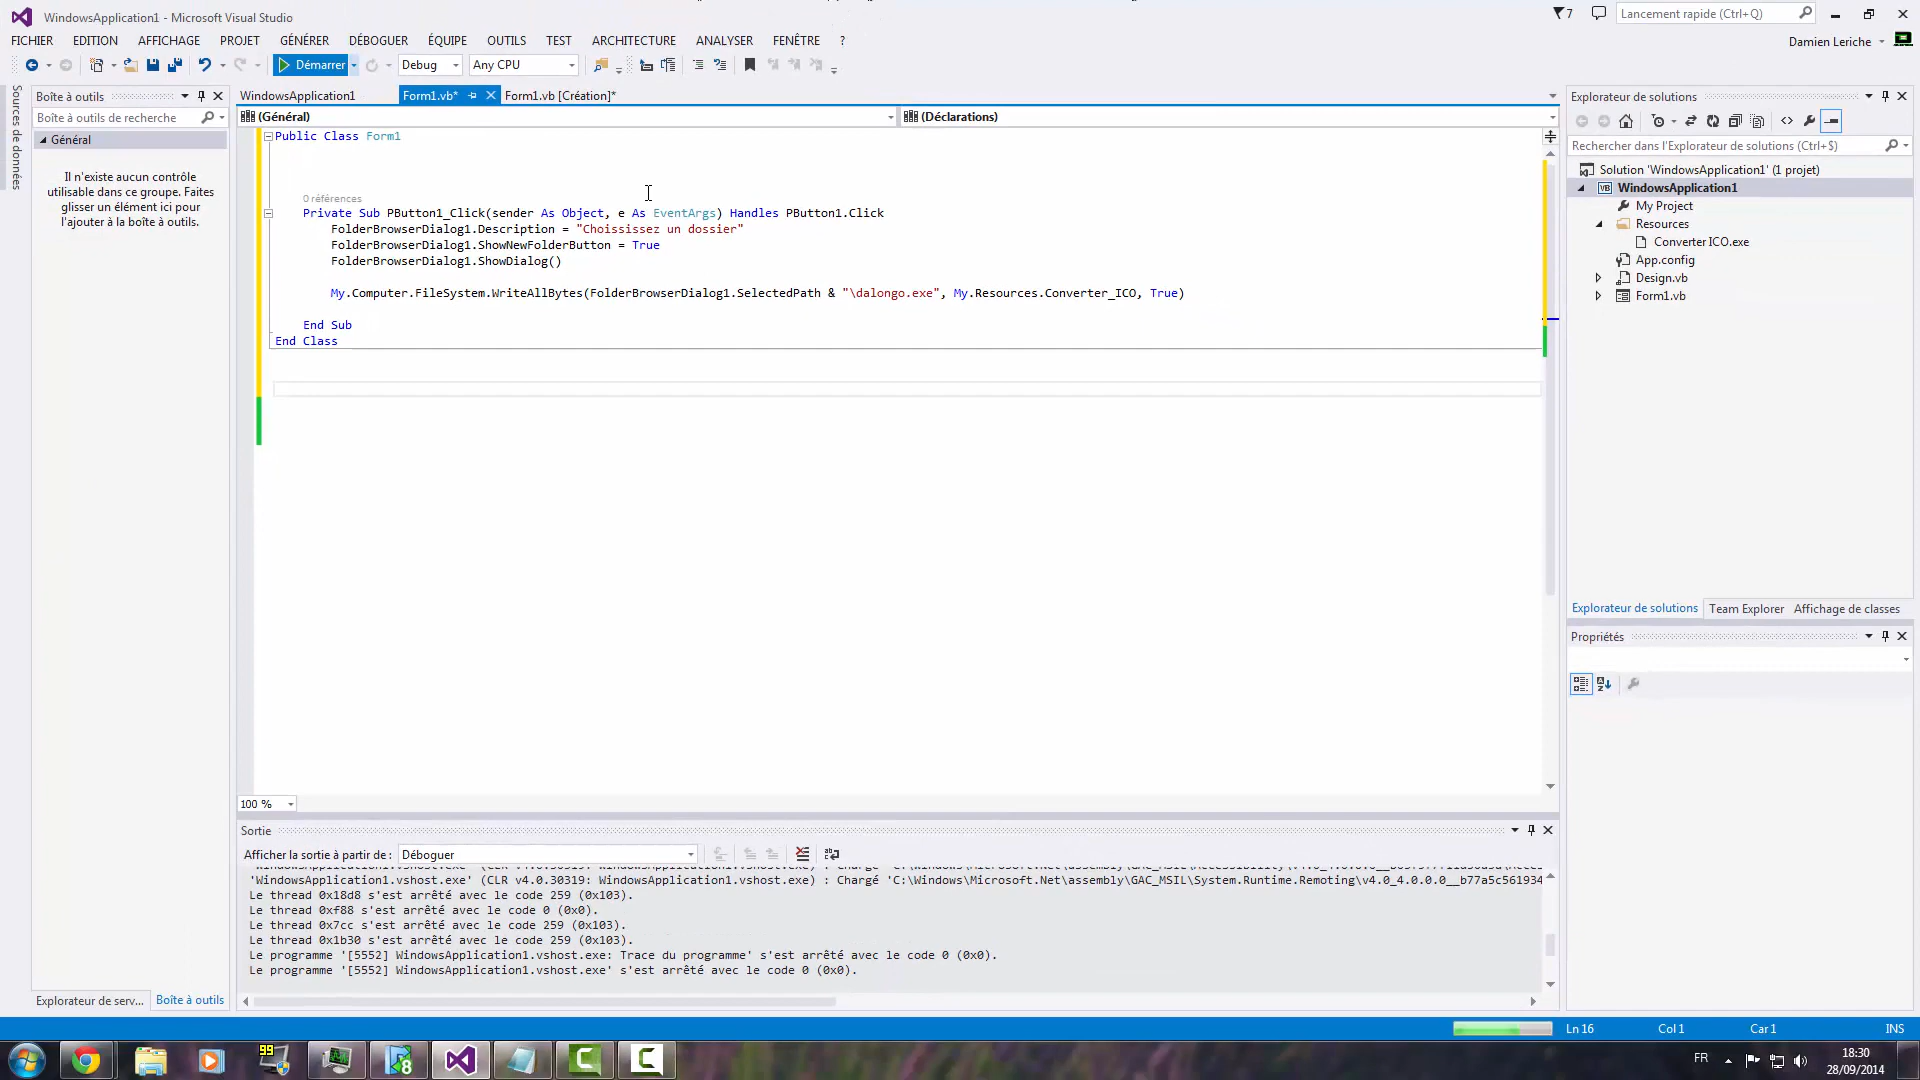 WindowsApplication1 - Microsoft Visual Studio
7
Lancement rapide (Ctrl+Q)
FICHIER EDITION AFFICHAGE PROJET GÉNÉRER DÉBOGUER ÉQUIPE OUTILS TEST ARCHITECTURE ANALYSER FENÊTRE ?
Damien Leriche
Démarrer Debug Any CPU
Sources de données
Boîte à outils
Boîte à outils de recherche
Général
Il n'existe aucun contrôle
utilisable dans ce groupe. Faites
glisser un élément ici pour
l'ajouter à la boîte à outils.
Explorateur de serv... Boîte à outils
WindowsApplication1 Form1.vb* Form1.vb [Création]*
(Général) (Déclarations)
Public Class Form1
0 références
Private Sub PButton1_Click(sender As Object, e As EventArgs) Handles PButton1.Click
FolderBrowserDialog1.Description = "Choississez un dossier"
FolderBrowserDialog1.ShowNewFolderButton = True
FolderBrowserDialog1.ShowDialog()
My.Computer.FileSystem.WriteAllBytes(FolderBrowserDialog1.SelectedPath & "\dalongo.exe", My.Resources.Converter_ICO, True)
End Sub
End Class
100 %
Sortie
Afficher la sortie à partir de : Déboguer
'WindowsApplication1.vshost.exe' (CLR v4.0.30319: WindowsApplication1.vshost.exe) : Chargé 'C:\Windows\Microsoft.Net\assembly\GAC_MSIL\System.Runtime.Remoting\v4.0_4.0.0.0__b77a5c561934
Le thread 0x18d8 s'est arrêté avec le code 259 (0x103).
Le thread 0xf88 s'est arrêté avec le code 0 (0x0).
Le thread 0x7cc s'est arrêté avec le code 259 (0x103).
Le thread 0x1b30 s'est arrêté avec le code 259 (0x103).
Le programme '[5552] WindowsApplication1.vshost.exe: Trace du programme' s'est arrêté avec le code 0 (0x0).
Le programme '[5552] WindowsApplication1.vshost.exe' s'est arrêté avec le code 0 (0x0).
Explorateur de solutions
Rechercher dans l'Explorateur de solutions (Ctrl+$)
Solution 'WindowsApplication1' (1 projet)
VB WindowsApplication1
My Project
Resources
Converter ICO.exe
App.config
Design.vb
Form1.vb
Explorateur de solutions Team Explorer Affichage de classes
Propriétés
Ln 16 Col 1 Car 1 INS
99
8
FR
18:30
28/09/2014